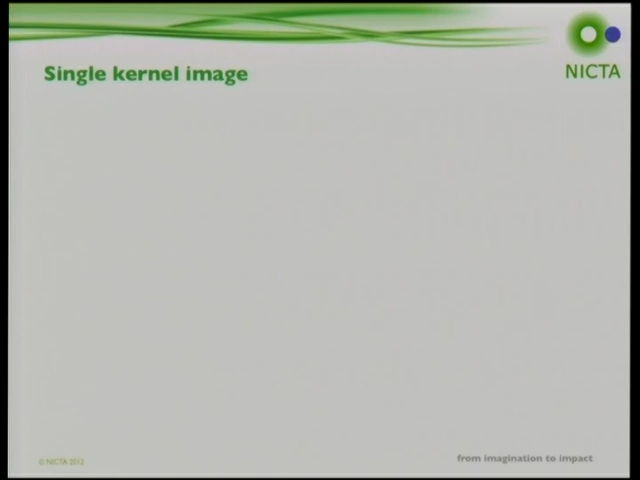 Single kernel image
NICTA
© NICTA 2012
from imagination to impact